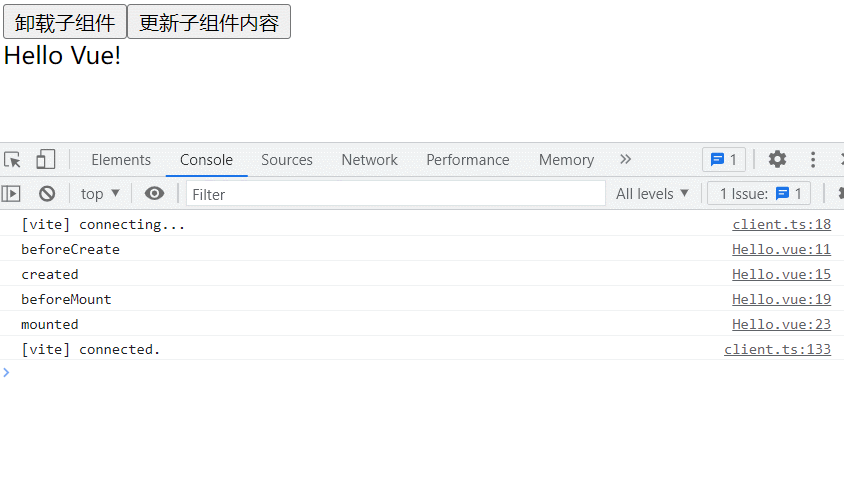 卸载子组件 更新子组件内容
Hello Vue!
Elements Console Sources Network Performance Memory 1
top Filter All levels 1 Issue: 1
[vite] connecting... client.ts:18
beforeCreate Hello.vue:11
created Hello.vue:15
beforeMount Hello.vue:19
mounted Hello.vue:23
[vite] connected. client.ts:133